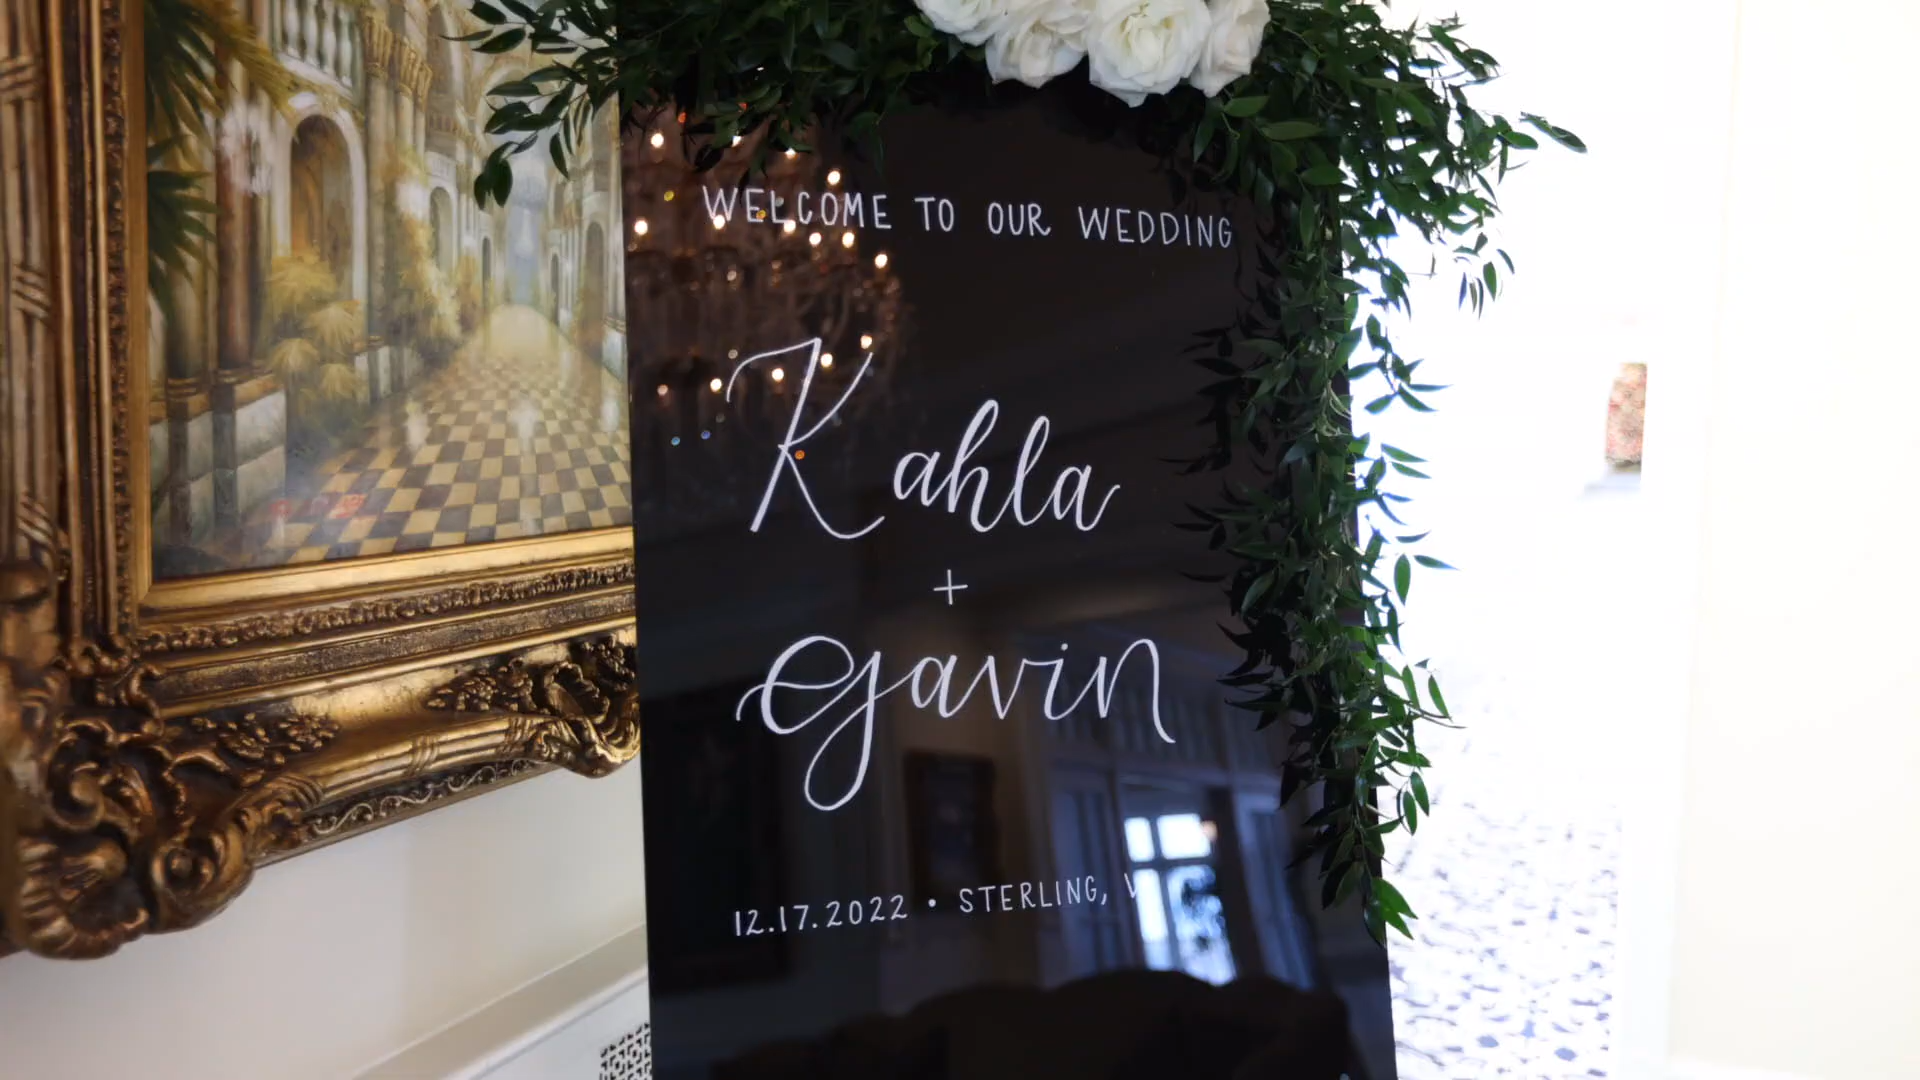 WELCOME TO OUR WEDDING
Kahla
+
Gavin
12.17.2022 • STERLING,